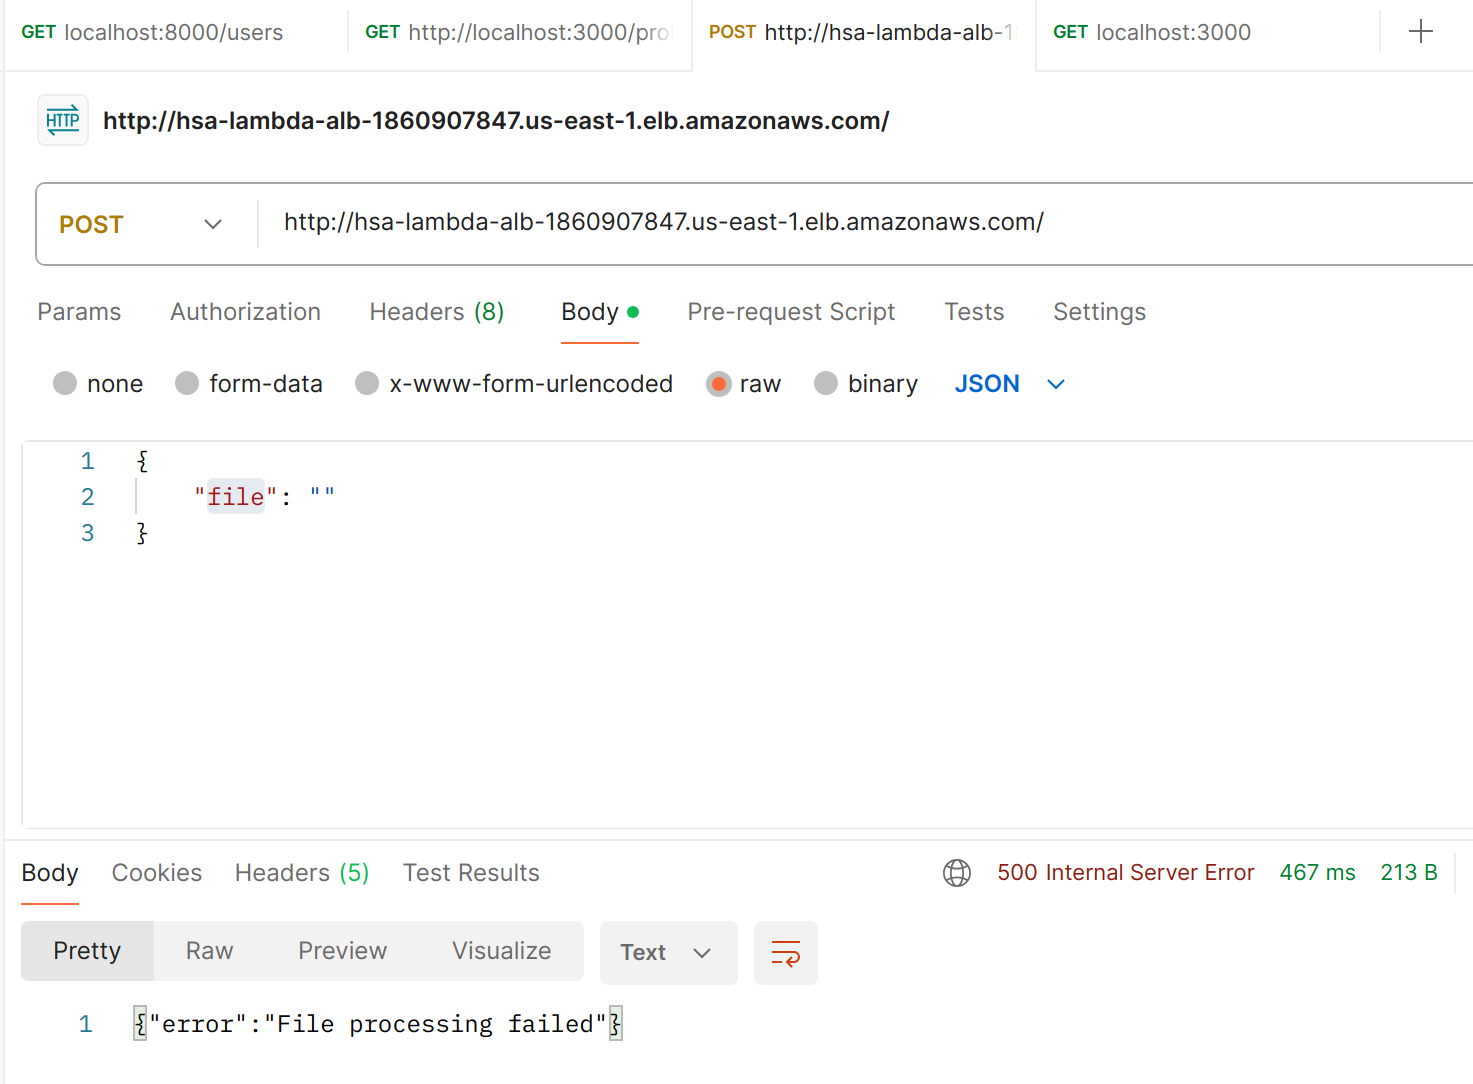 GET localhost:8000/users GET http://localhost:3000/pro POST http://hsa-lambda-alb-1 GET localhost:3000
HTTP http://hsa-lambda-alb-1860907847.us-east-1.elb.amazonaws.com/
POST http://hsa-lambda-alb-1860907847.us-east-1.elb.amazonaws.com/
Params Authorization Headers (8) Body Pre-request Script Tests Settings
none form-data x-www-form-urlencoded raw binary JSON
1 {
2 "file": ""
3 }
Body Cookies Headers (5) Test Results 500 Internal Server Error 467 ms 213 B
Pretty Raw Preview Visualize Text
1 {"error":"File processing failed"}